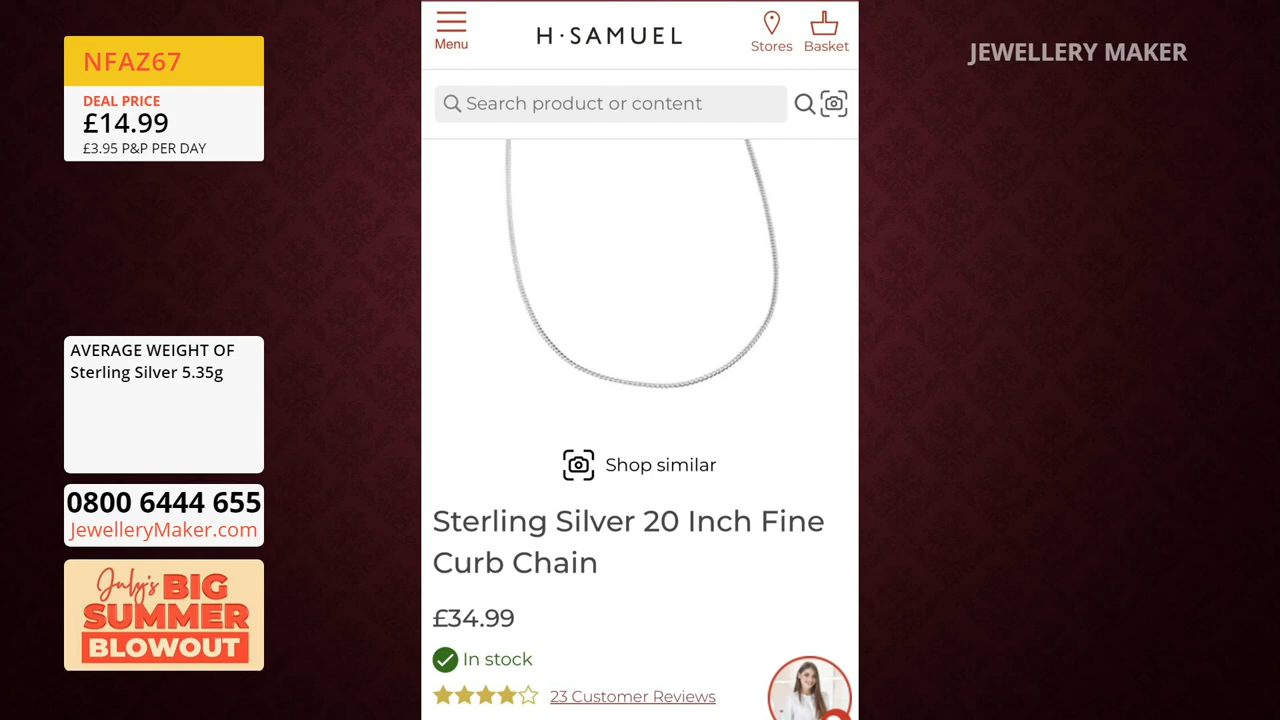 NFAZ67
DEAL PRICE
£14.99
£3.95 P&P PER DAY
AVERAGE WEIGHT OF
Sterling Silver 5.35g
0800 6444 655
JewelleryMaker.com
July's BIG
SUMMER
BLOWOUT
Menu
H·SAMUEL
Stores
Basket
Search product or content
Shop similar
Sterling Silver 20 Inch Fine
Curb Chain
£34.99
In stock
23 Customer Reviews
JEWELLERY MAKER